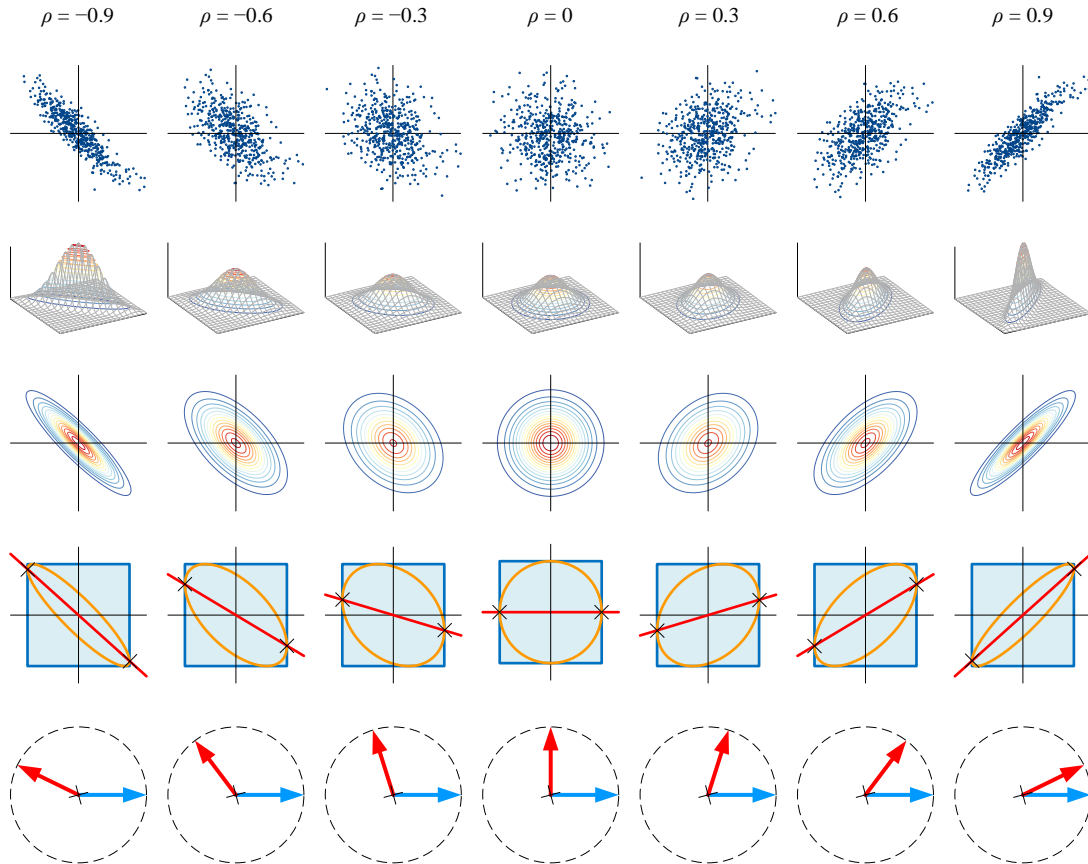 ρ = −0.9 ρ = −0.6 ρ = −0.3 ρ = 0 ρ = 0.3 ρ = 0.6 ρ = 0.9